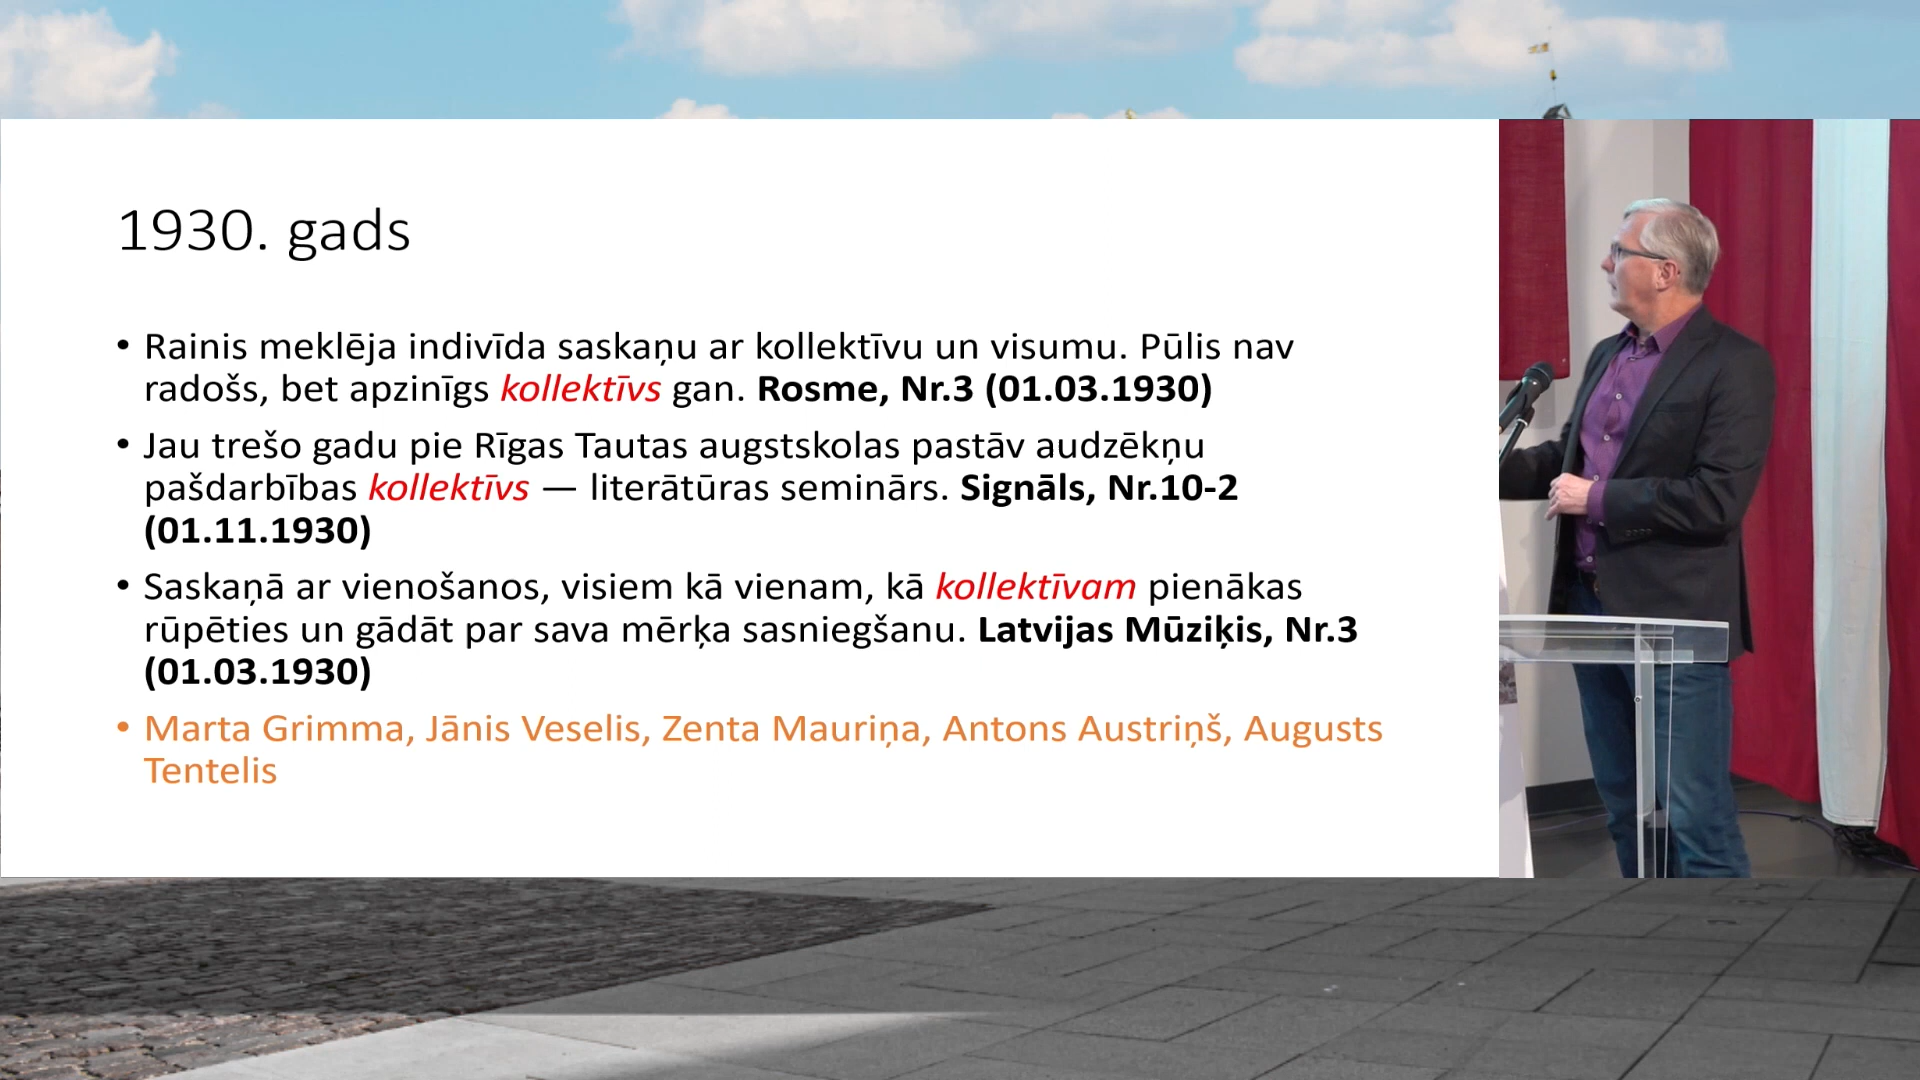 1930. gads
• Rainis meklēja indivīda saskaņu ar kollektīvu un visumu. Pūlis nav
radošs, bet apzinīgs kollektīvs gan. Rosme, Nr.3 (01.03.1930)
• Jau trešo gadu pie Rīgas Tautas augstskolas pastāv audzēkņu
pašdarbības kollektīvs — literātūras seminārs. Signāls, Nr.10-2
(01.11.1930)
• Saskaņā ar vienošanos, visiem kā vienam, kā kollektīvam pienākas
rūpēties un gādāt par sava mērķa sasniegšanu. Latvijas Mūziķis, Nr.3
(01.03.1930)
• Marta Grimma, Jānis Veselis, Zenta Mauriņa, Antons Austriņš, Augusts
Tentelis